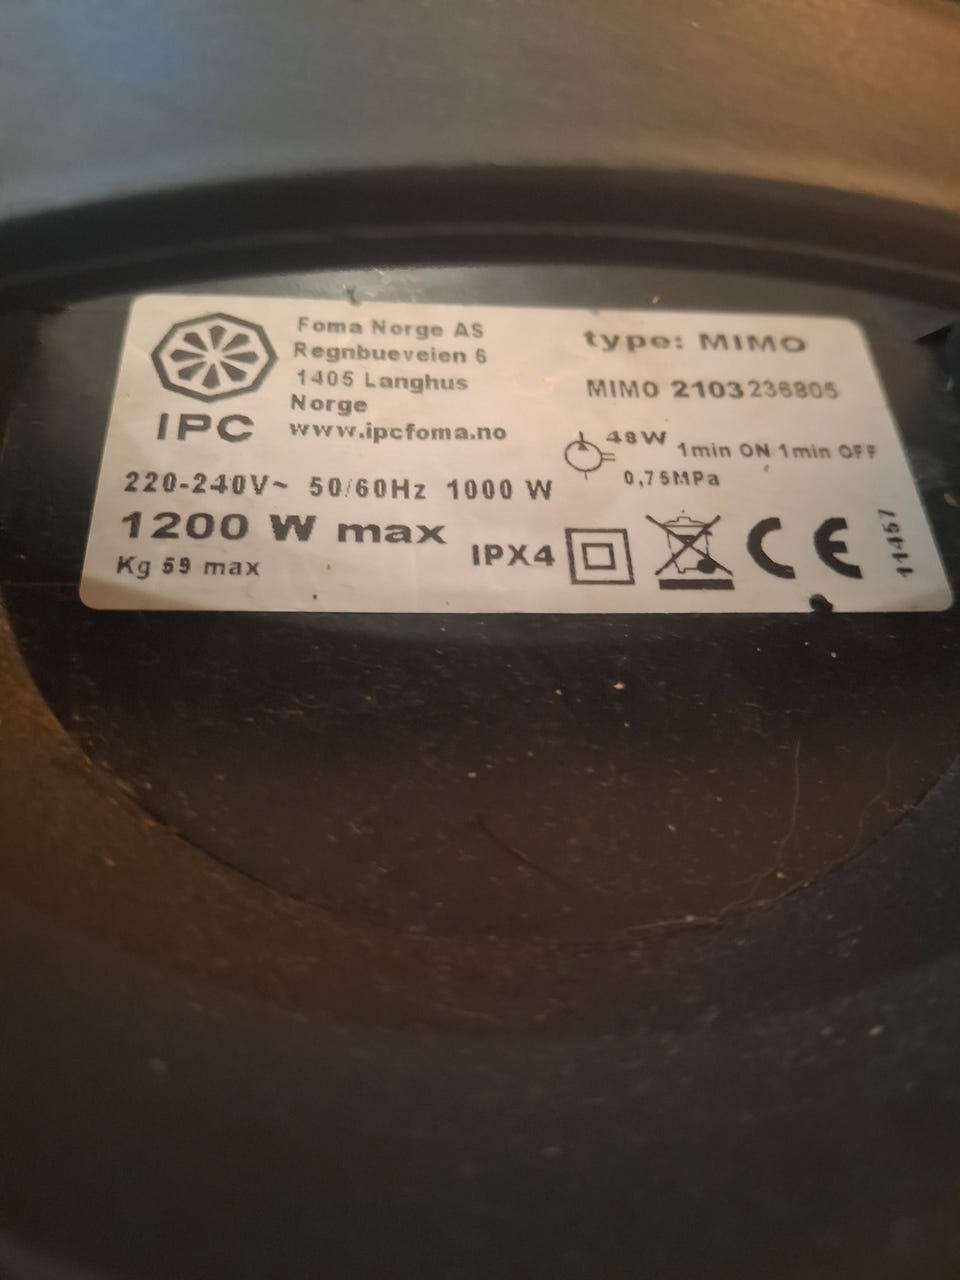 IPC
Foma Norge AS
Regnbueveien 6
1405 Langhus
Norge
www.ipcfoma.no
type: MIMO
MIMO 2103236805
48W 1min ON 1min OFF
0,75MPa
220-240V~ 50/60Hz 1000 W
1200 W max
Kg 59 max
IPX4
CE
11457